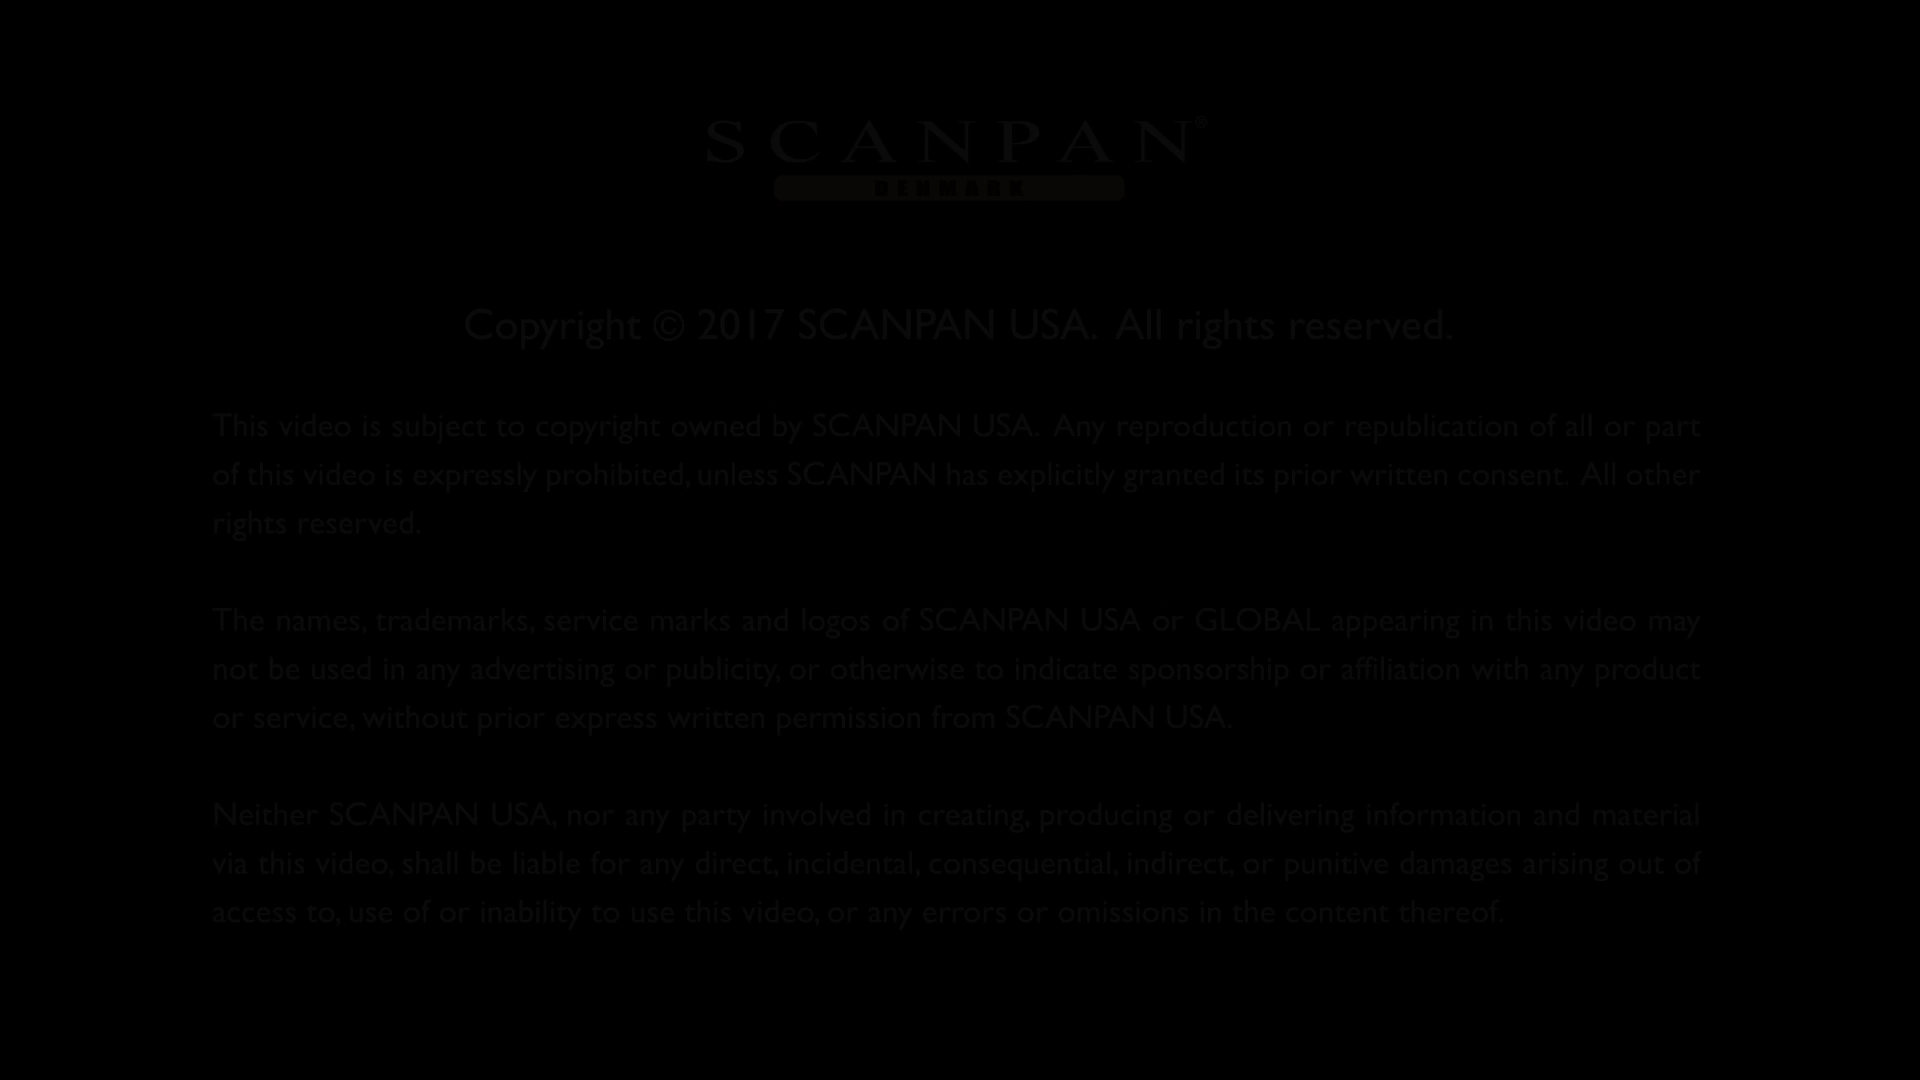 SCANPAN®
DENMARK
Copyright © 2017 SCANPAN USA. All rights reserved.
This video is subject to copyright owned by SCANPAN USA. Any reproduction or republication of all or part
of this video is expressly prohibited, unless SCANPAN has explicitly granted its prior written consent. All other
rights reserved.
The names, trademarks, service marks and logos of SCANPAN USA or GLOBAL appearing in this video may
not be used in any advertising or publicity, or otherwise to indicate sponsorship or affiliation with any product
or service, without prior express written permission from SCANPAN USA.
Neither SCANPAN USA, nor any party involved in creating, producing or delivering information and material
via this video, shall be liable for any direct, incidental, consequential, indirect, or punitive damages arising out of
access to, use of or inability to use this video, or any errors or omissions in the content thereof.